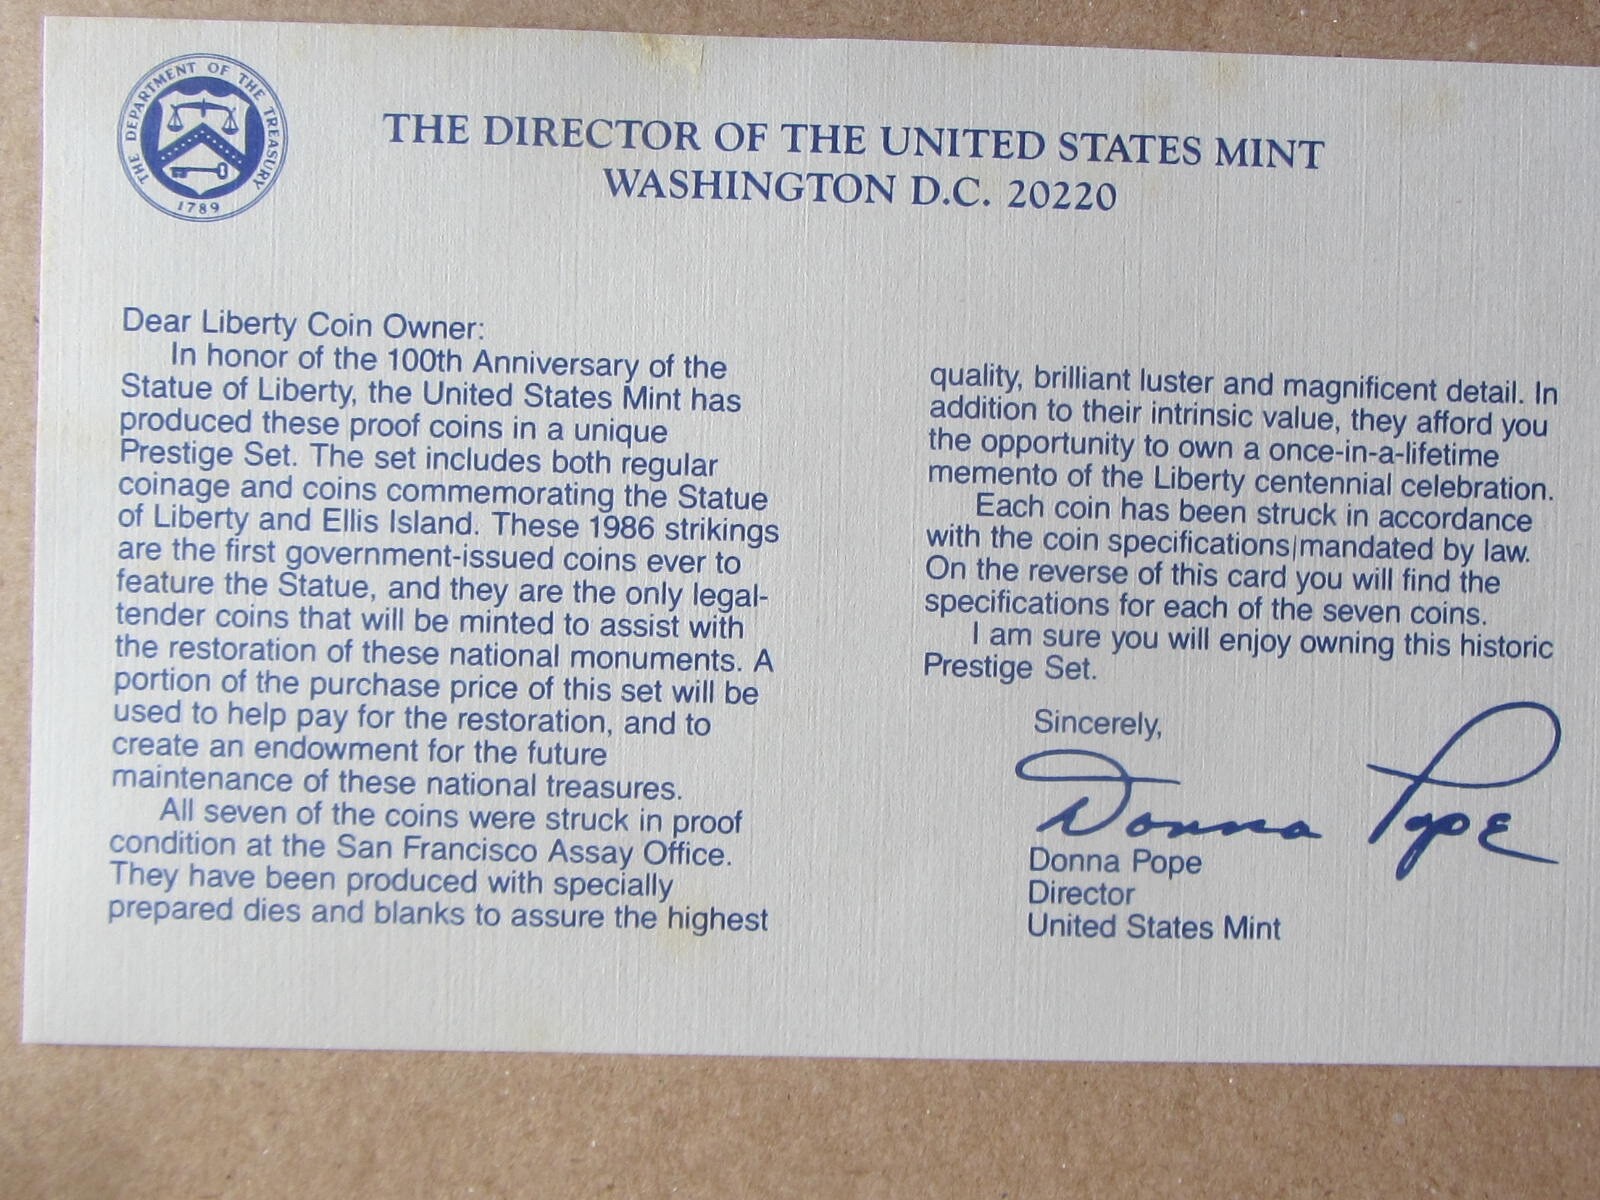 THE DEPARTMENT OF THE TREASURY
1789
THE DIRECTOR OF THE UNITED STATES MINT
WASHINGTON D.C. 20220
Dear Liberty Coin Owner:
In honor of the 100th Anniversary of the
Statue of Liberty, the United States Mint has
produced these proof coins in a unique
Prestige Set. The set includes both regular
coinage and coins commemorating the Statue
of Liberty and Ellis Island. These 1986 strikings
are the first government-issued coins ever to
feature the Statue, and they are the only legal-
tender coins that will be minted to assist with
the restoration of these national monuments. A
portion of the purchase price of this set will be
used to help pay for the restoration, and to
create an endowment for the future
maintenance of these national treasures.
All seven of the coins were struck in proof
condition at the San Francisco Assay Office.
They have been produced with specially
prepared dies and blanks to assure the highest
quality, brilliant luster and magnificent detail. In
addition to their intrinsic value, they afford you
the opportunity to own a once-in-a-lifetime
memento of the Liberty centennial celebration.
Each coin has been struck in accordance
with the coin specifications mandated by law.
On the reverse of this card you will find the
specifications for each of the seven coins.
I am sure you will enjoy owning this historic
Prestige Set.
Sincerely,
Donna Pope
Donna Pope
Director
United States Mint